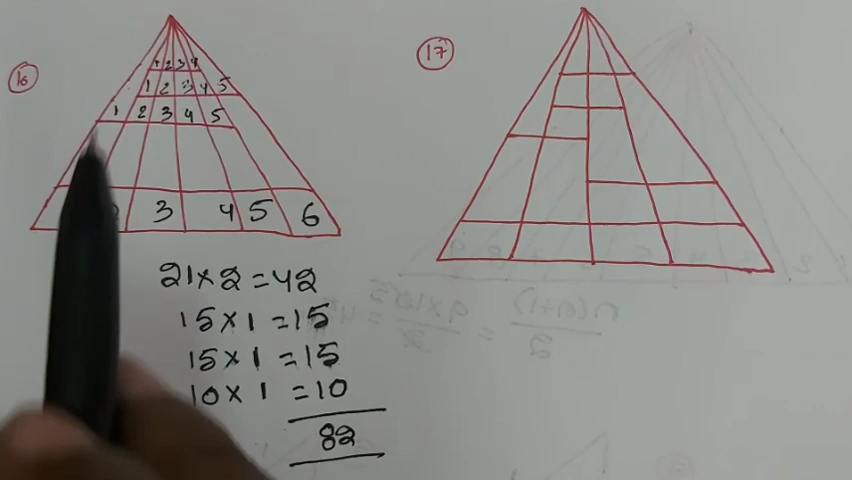 16
17
1 2 3 4
1 2 3 4 5
1 2 3 4 5
3 4 5 6
21 × 2 = 42
15 × 1 = 15
15 × 1 = 15
10 × 1 = 10
82